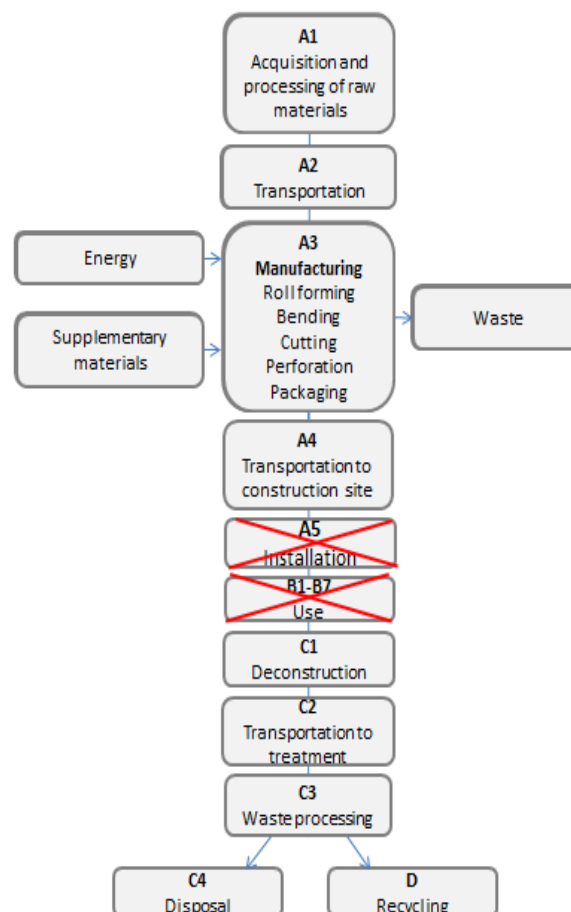 A1
Acquisition and
processing of raw
materials
A2
Transportation
Energy
A3
Manufacturing
Roll forming
Bending
Cutting
Perforation
Packaging
Waste
Supplementary
materials
A4
Transportation to
construction site
A5
Installation
B1-B7
Use
C1
Deconstruction
C2
Transportation to
treatment
C3
Waste processing
C4
Disposal
D
Recycling